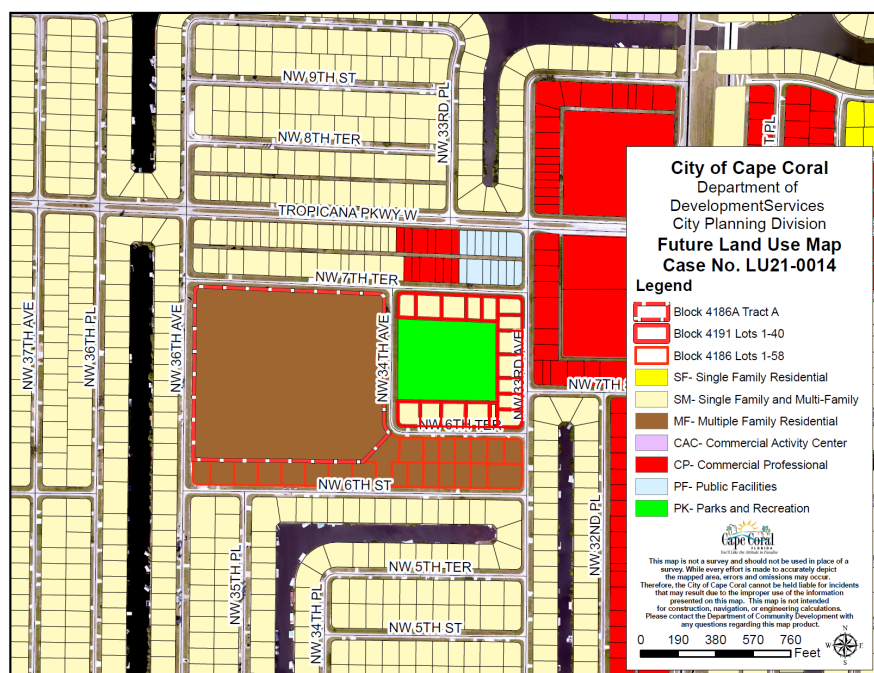 NW 9TH ST
NW 33RD PL
NW 8TH TER
T PL
TROPICANA PKWY W
NW 7TH TER
NW 37TH AVE
NW 36TH PL
NW 36TH AVE
NW 34TH AVE
NW 33RD AVE
NW 7TH S
NW 6TH TER
NW 6TH ST
NW 35TH PL
NW 34TH PL
NW 32ND PL
NW 5TH TER
NW 5TH ST
City of Cape Coral
Department of
DevelopmentServices
City Planning Division
Future Land Use Map
Case No. LU21-0014
Legend
Block 4186A Tract A
Block 4191 Lots 1-40
Block 4186 Lots 1-58
SF- Single Family Residential
SM- Single Family and Multi-Family
MF- Multiple Family Residential
CAC- Commercial Activity Center
CP- Commercial Professional
PF- Public Facilities
PK- Parks and Recreation
Cape Coral
FLORIDA
This map is not a survey and should not be used in place of a
survey. While every effort is made to accurately depict
the mapped area, errors and omissions may occur.
Therefore, the City of Cape Coral cannot be held liable for incidents
that may result due to the improper use of the information
presented on this map. This map is not intended
for construction, navigation, or engineering calculations.
Please contact the Department of Community Development with
any questions regarding this map product.
0 190 380 570 760
Feet
N
W E
S